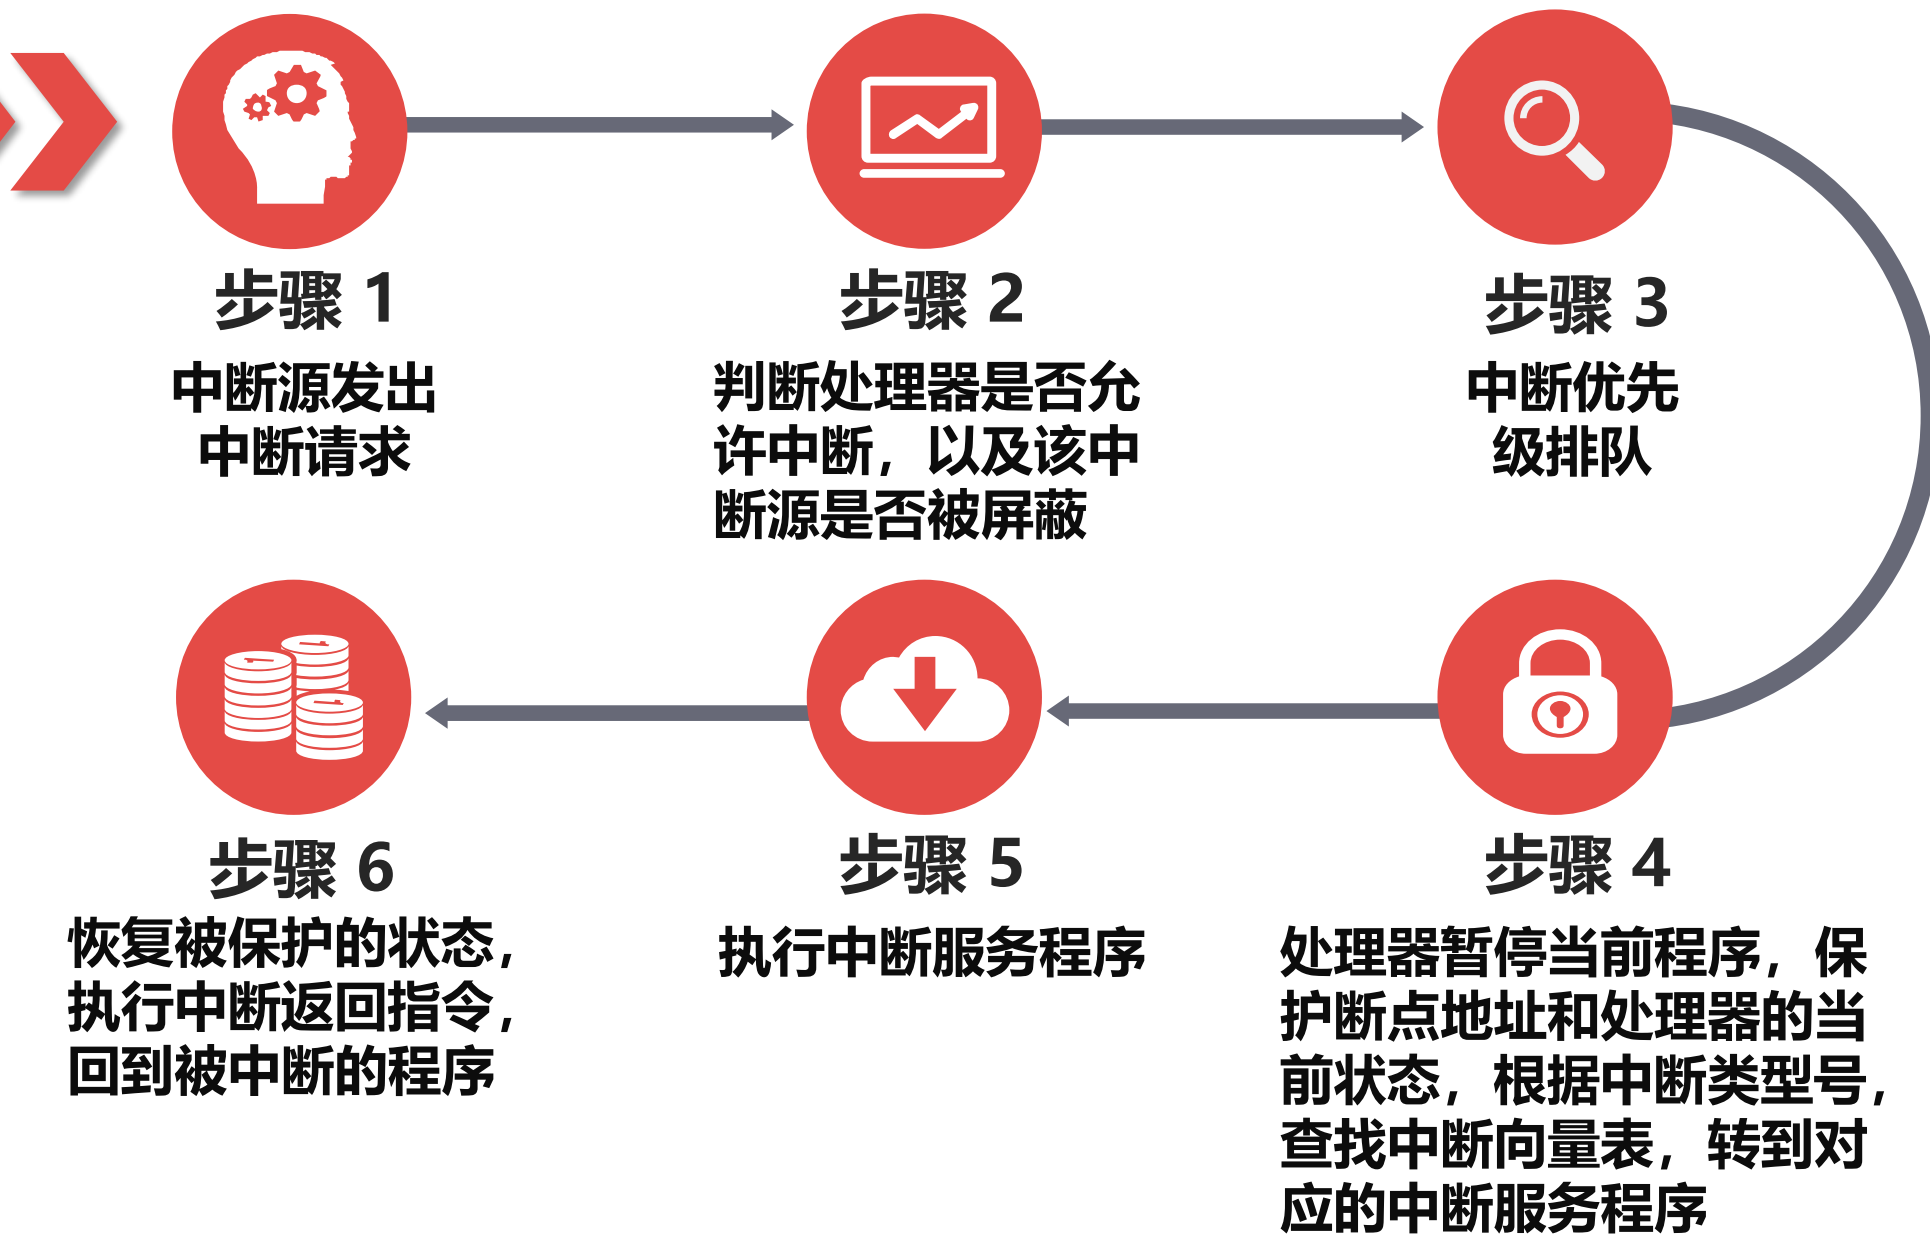 步骤 1
中断源发出
中断请求
步骤 2
判断处理器是否允
许中断，以及该中
断源是否被屏蔽
步骤 3
中断优先
级排队
步骤 4
处理器暂停当前程序，保
护断点地址和处理器的当
前状态，根据中断类型号，
查找中断向量表，转到对
应的中断服务程序
步骤 5
执行中断服务程序
步骤 6
恢复被保护的状态，
执行中断返回指令，
回到被中断的程序